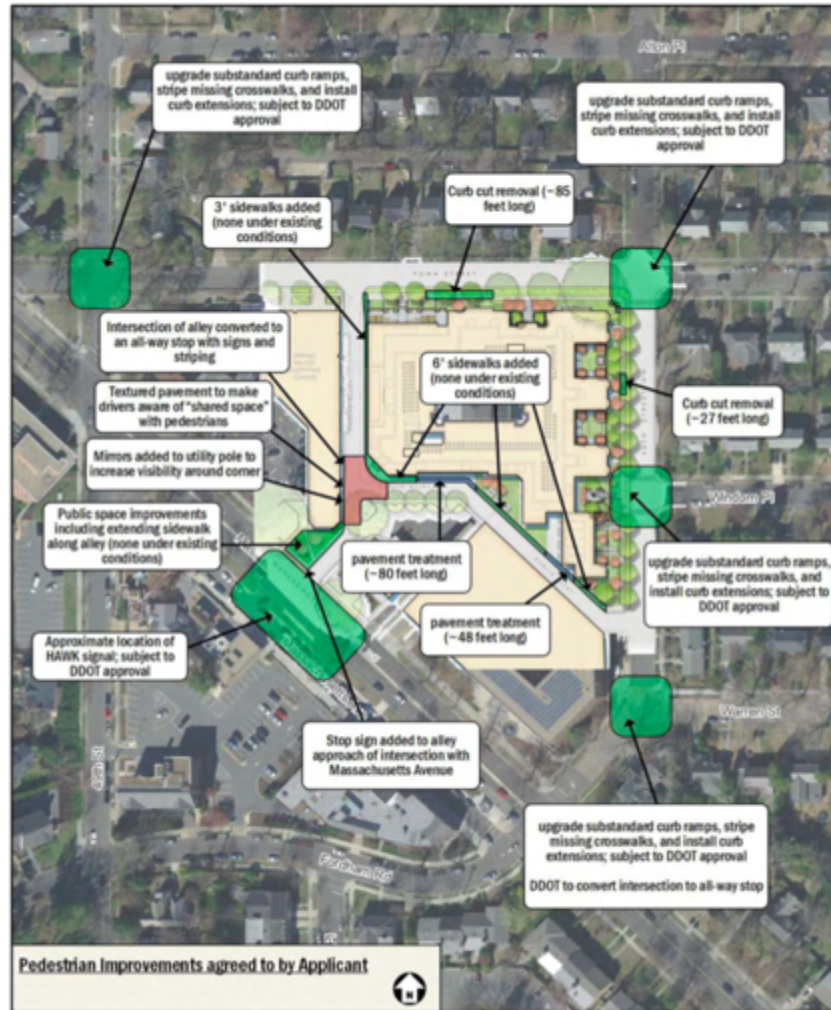 Alton Pl
upgrade substandard curb ramps,
stripe missing crosswalks, and install
curb extensions; subject to DDOT
approval
upgrade substandard curb ramps,
stripe missing crosswalks, and install
curb extensions; subject to DDOT
approval
3' sidewalks added
(none under existing
conditions)
Curb cut removal (~85
feet long)
YUMA STREET
Intersection of alley converted to
an all-way stop with signs and
striping
6' sidewalks added
(none under existing
conditions)
Textured pavement to make
drivers aware of "shared space"
with pedestrians
Curb cut removal
(~27 feet long)
Mirrors added to utility pole to
increase visibility around corner
Windom Pl
Public space improvements
including extending sidewalk
along alley (none under existing
conditions)
pavement treatment
(~80 feet long)
upgrade substandard curb ramps,
stripe missing crosswalks, and
install curb extensions; subject to
DDOT approval
pavement treatment
(~48 feet long)
Approximate location of
HAWK signal; subject to
DDOT approval
Warren St
Stop sign added to alley
approach of intersection with
Massachusetts Avenue
49th St
upgrade substandard curb ramps, stripe
missing crosswalks, and install curb
extensions; subject to DDOT approval
DDOT to convert intersection to all-way stop
Fordham Rd
Pedestrian Improvements agreed to by Applicant
N